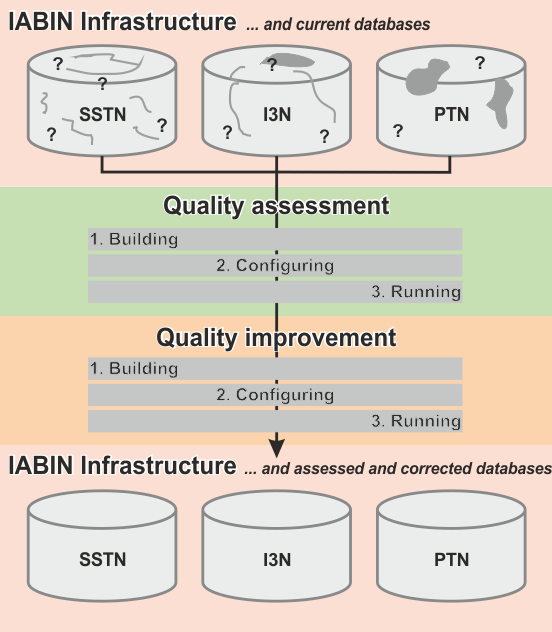 IABIN Infrastructure ... and current databases
? ? ?
?
SSTN I3N PTN
? ? ? ? ?
Quality assessment
1. Building
2. Configuring
3. Running
Quality improvement
1. Building
2. Configuring
3. Running
IABIN Infrastructure ... and assessed and corrected databases
SSTN I3N PTN